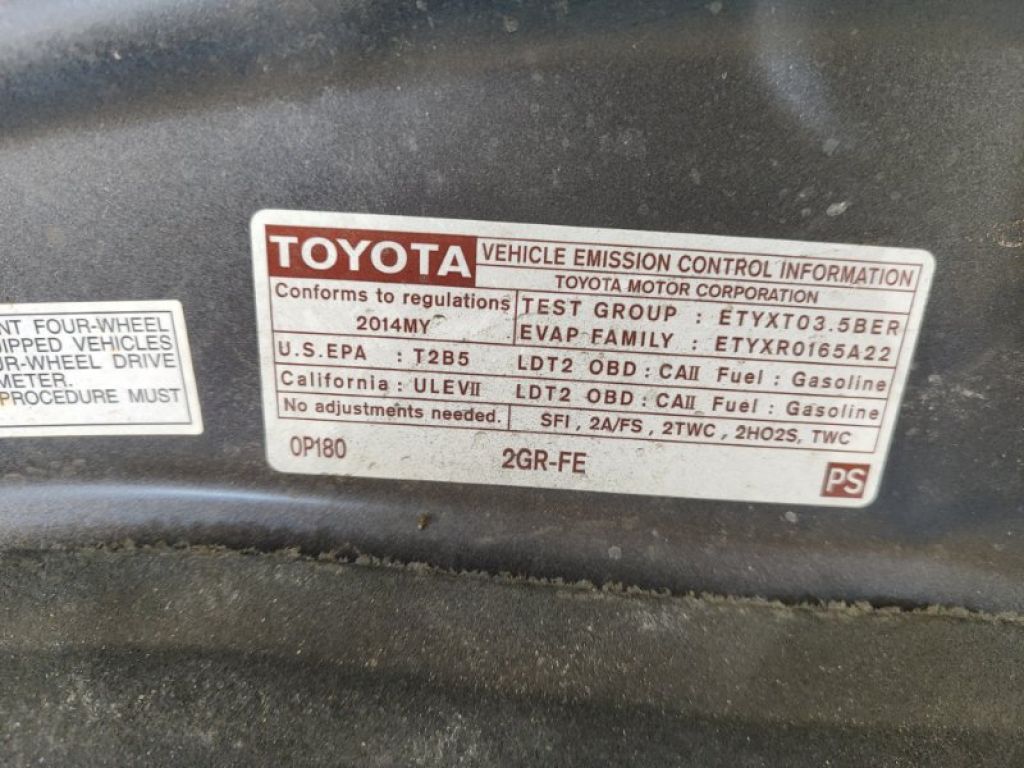 NT FOUR-WHEEL
IPPED VEHICLES
UR-WHEEL DRIVE
METER.
PROCEDURE MUST
TOYOTA
VEHICLE EMISSION CONTROL INFORMATION
TOYOTA MOTOR CORPORATION
Conforms to regulations
2014MY
TEST GROUP : ETYXT03.5BER
EVAP FAMILY : ETYXR0165A22
U.S.EPA : T2B5 LDT2 OBD : CAII Fuel : Gasoline
California : ULEVII LDT2 OBD : CAII Fuel : Gasoline
No adjustments needed. SFI , 2A/FS , 2TWC , 2HO2S, TWC
0P180 2GR-FE PS